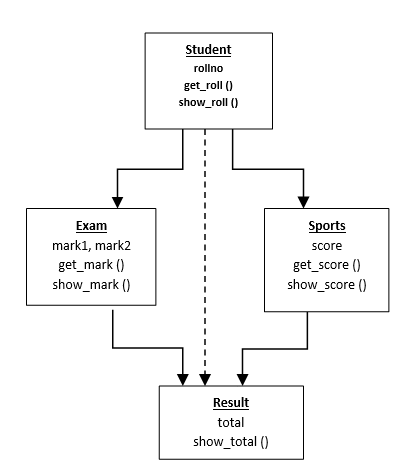 Student
rollno
get_roll ()
show_roll ()
Exam
mark1, mark2
get_mark ()
show_mark ()
Sports
score
get_score ()
show_score ()
Result
total
show_total ()